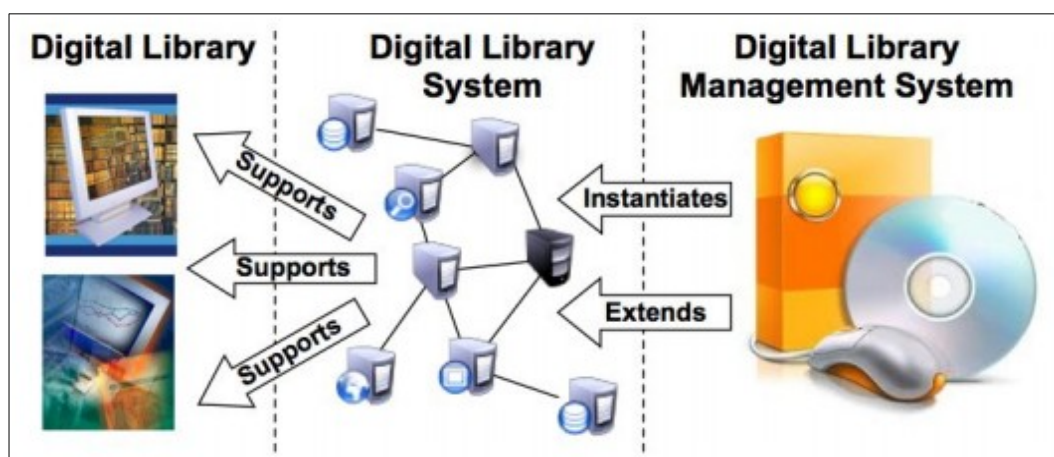 Digital Library
Digital Library
System
Digital Library
Management System
Supports
Supports
Supports
Instantiates
Extends